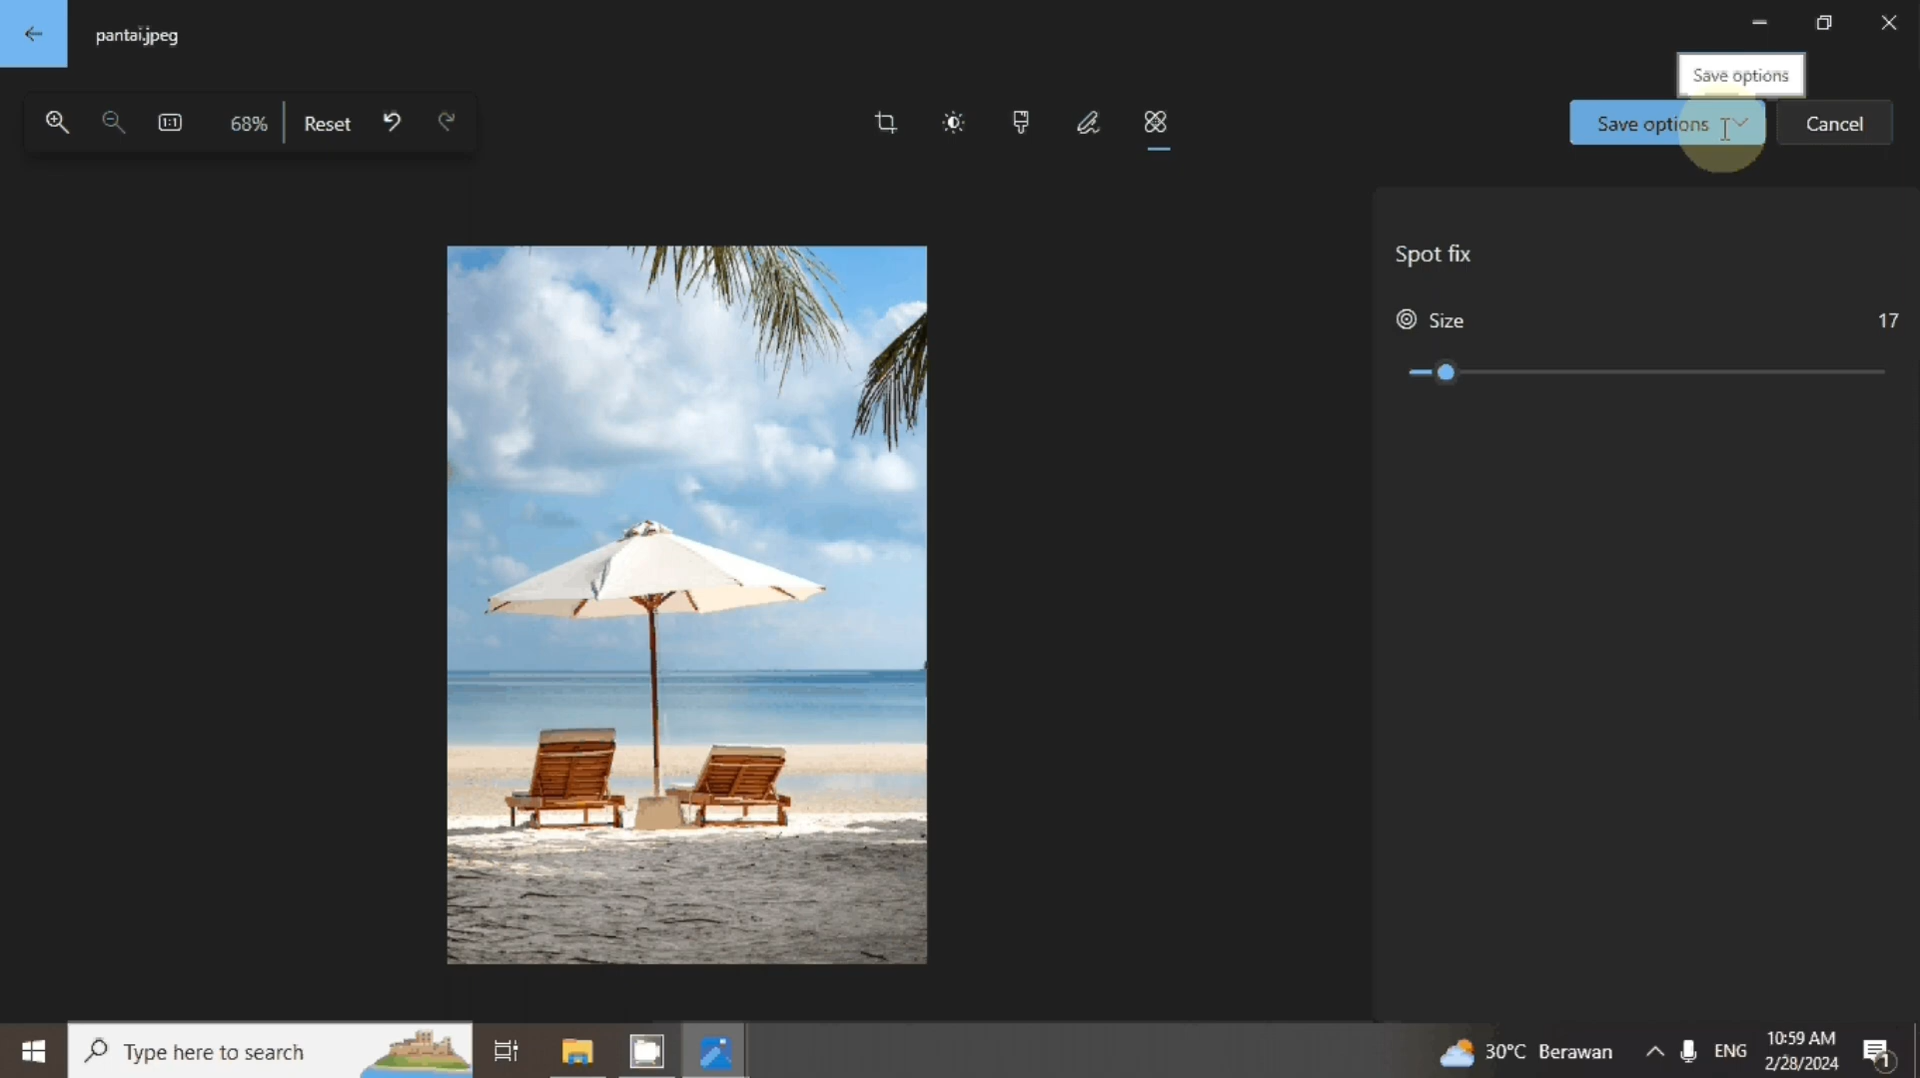 pantai.jpeg
Save options
68%
Reset
Save options
Cancel
Spot fix
Size
17
Type here to search
30°C Berawan
ENG
10:59 AM
2/28/2024
1